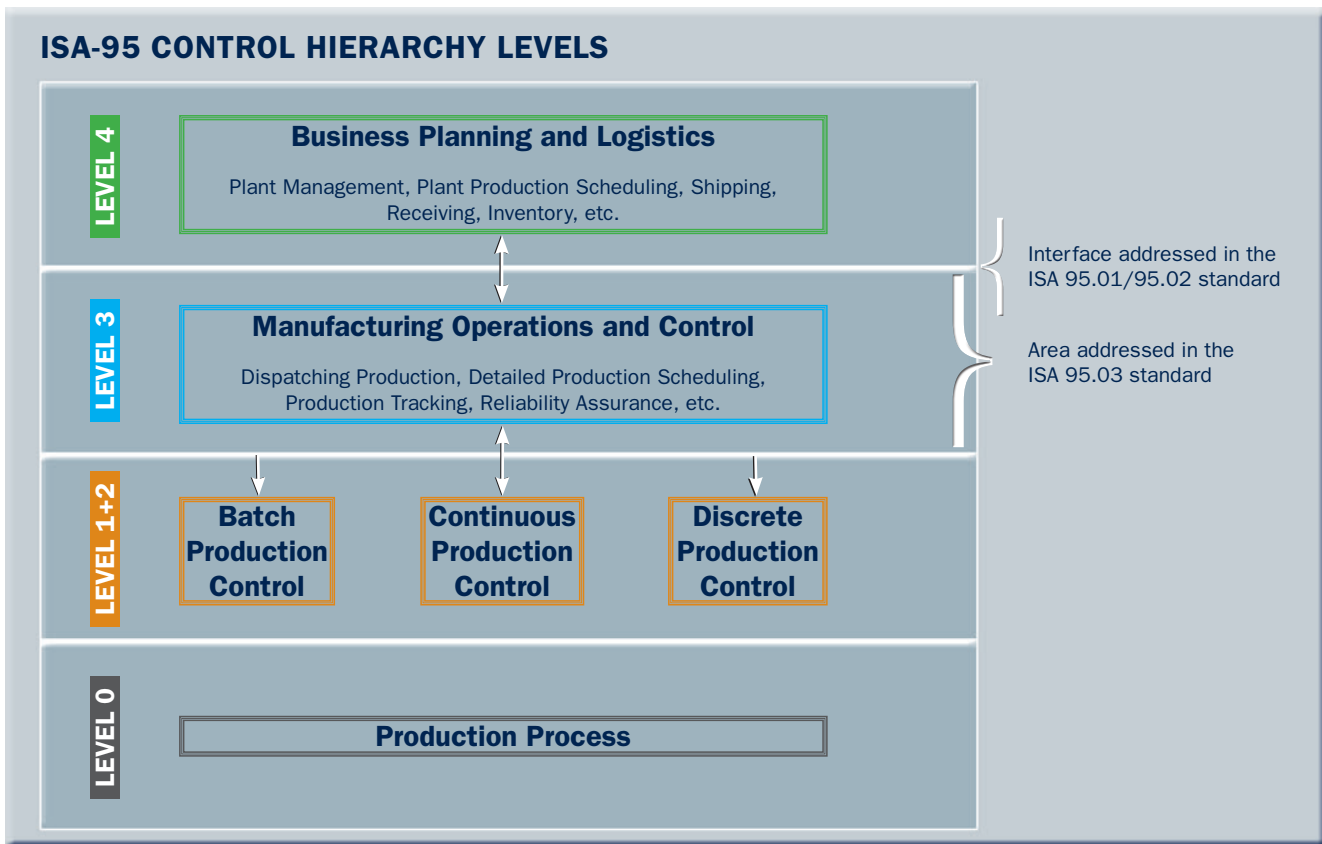 ISA-95 CONTROL HIERARCHY LEVELS
LEVEL 4
Business Planning and Logistics
Plant Management, Plant Production Scheduling, Shipping,
Receiving, Inventory, etc.
Interface addressed in the
ISA 95.01/95.02 standard
LEVEL 3
Manufacturing Operations and Control
Dispatching Production, Detailed Production Scheduling,
Production Tracking, Reliability Assurance, etc.
Area addressed in the
ISA 95.03 standard
LEVEL 1+2
Batch
Production
Control
Continuous
Production
Control
Discrete
Production
Control
LEVEL 0
Production Process